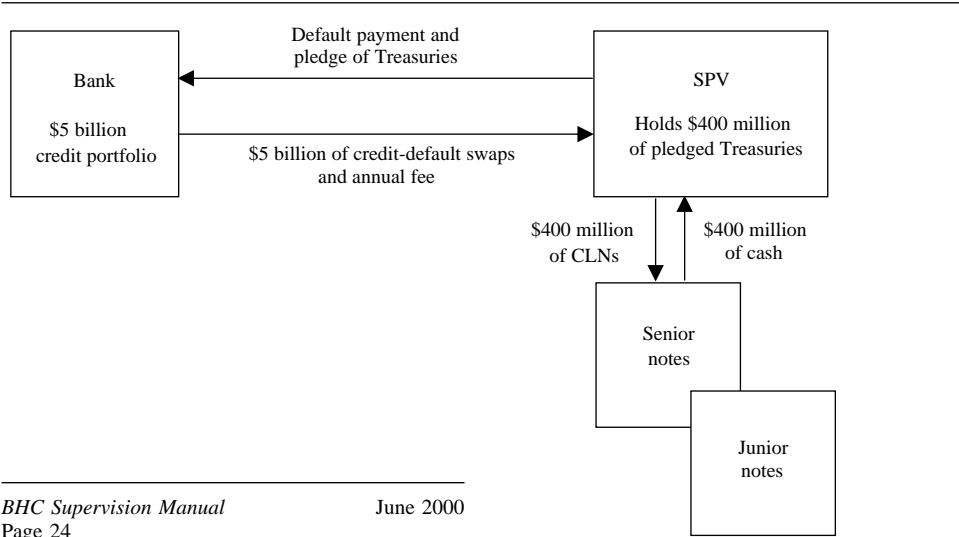 Default payment and
pledge of Treasuries
Bank
$5 billion
credit portfolio
SPV
Holds $400 million
of pledged Treasuries
$5 billion of credit-default swaps
and annual fee
$400 million
of CLNs
$400 million
of cash
Senior
notes
Junior
notes
BHC Supervision Manual June 2000
Page 24